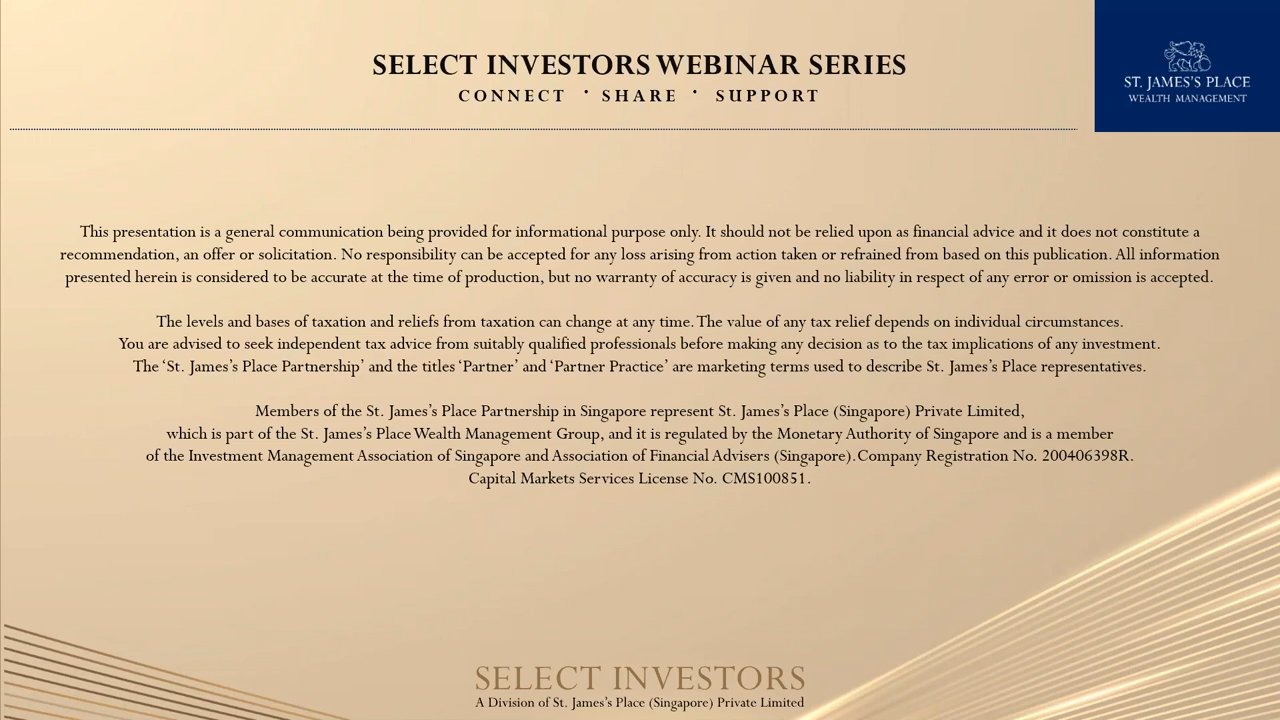 SELECT INVESTORS WEBINAR SERIES
CONNECT · SHARE · SUPPORT
ST. JAMES'S PLACE
WEALTH MANAGEMENT
This presentation is a general communication being provided for informational purpose only. It should not be relied upon as financial advice and it does not constitute a
recommendation, an offer or solicitation. No responsibility can be accepted for any loss arising from action taken or refrained from based on this publication. All information
presented herein is considered to be accurate at the time of production, but no warranty of accuracy is given and no liability in respect of any error or omission is accepted.
The levels and bases of taxation and reliefs from taxation can change at any time. The value of any tax relief depends on individual circumstances.
You are advised to seek independent tax advice from suitably qualified professionals before making any decision as to the tax implications of any investment.
The ‘St. James’s Place Partnership’ and the titles ‘Partner’ and ‘Partner Practice’ are marketing terms used to describe St. James’s Place representatives.
Members of the St. James’s Place Partnership in Singapore represent St. James’s Place (Singapore) Private Limited,
which is part of the St. James’s Place Wealth Management Group, and it is regulated by the Monetary Authority of Singapore and is a member
of the Investment Management Association of Singapore and Association of Financial Advisers (Singapore). Company Registration No. 200406398R.
Capital Markets Services License No. CMS100851.
SELECT INVESTORS
A Division of St. James’s Place (Singapore) Private Limited